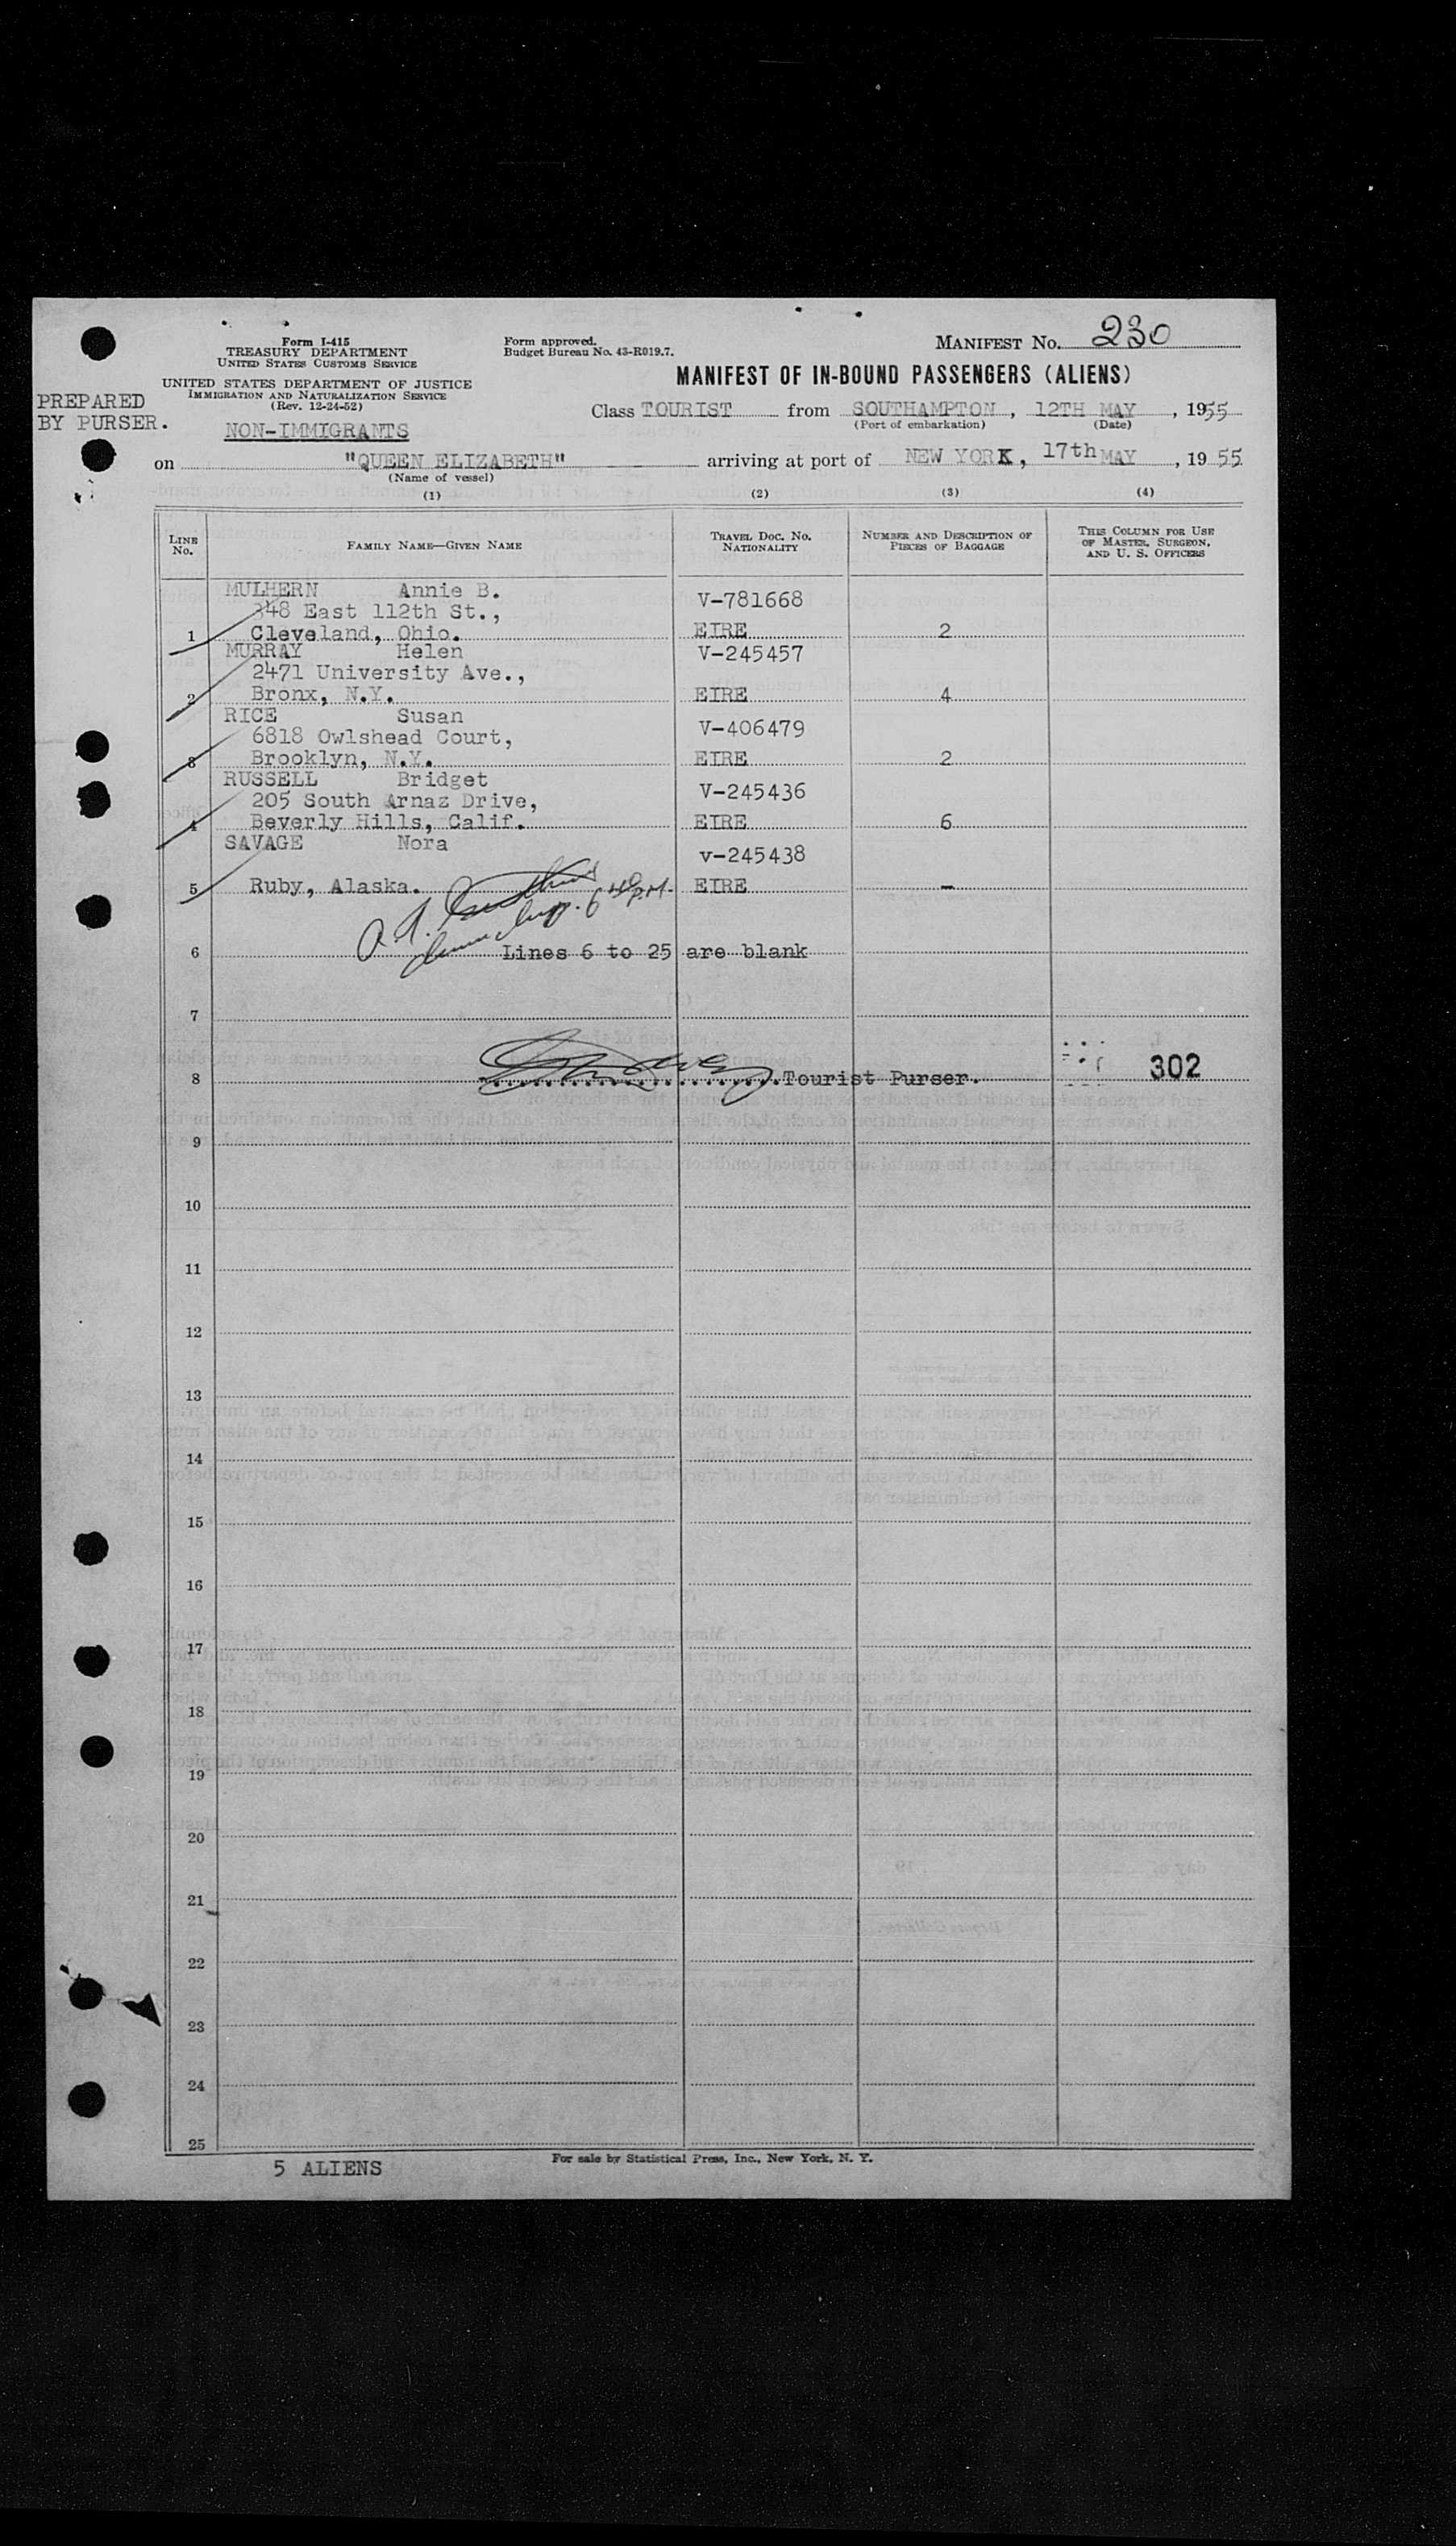 Form I-415
TREASURY DEPARTMENT
UNITED STATES CUSTOMS SERVICE
UNITED STATES DEPARTMENT OF JUSTICE
IMMIGRATION AND NATURALIZATION SERVICE
(Rev. 12-24-52)
Form approved.
Budget Bureau No. 43-R019.7.
MANIFEST No. 230
MANIFEST OF IN-BOUND PASSENGERS (ALIENS)
PREPARED
BY PURSER.
NON-IMMIGRANTS
Class TOURIST from SOUTHAMPTON, 12TH MAY, 1955
(Port of embarkation) (Date)
on "QUEEN ELIZABETH" arriving at port of NEW YORK, 17th MAY, 1955
(Name of vessel)
(1) (2) (3) (4)
LINE No. FAMILY NAME—GIVEN NAME TRAVEL DOC. No. NATIONALITY NUMBER AND DESCRIPTION OF PIECES OF BAGGAGE THIS COLUMN FOR USE OF MASTER, SURGEON, AND U. S. OFFICERS
MULHERN Annie B.
348 East 112th St., V-781668
1 Cleveland, Ohio. EIRE 2
MURRAY Helen V-245457
2471 University Ave.,
2 Bronx, N.Y. EIRE 4
RICE Susan V-406479
6818 Owlshead Court,
3 Brooklyn, N.Y. EIRE 2
RUSSELL Bridget V-245436
205 South Arnaz Drive,
4 Beverly Hills, Calif. EIRE 6
SAVAGE Nora v-245438
5 Ruby, Alaska. EIRE -
6 Lines 6 to 25 are blank
7
8 Tourist Purser. 302
9
10
11
12
13
14
15
16
17
18
19
20
21
22
23
24
25
5 ALIENS
For sale by Statistical Press, Inc., New York, N. Y.